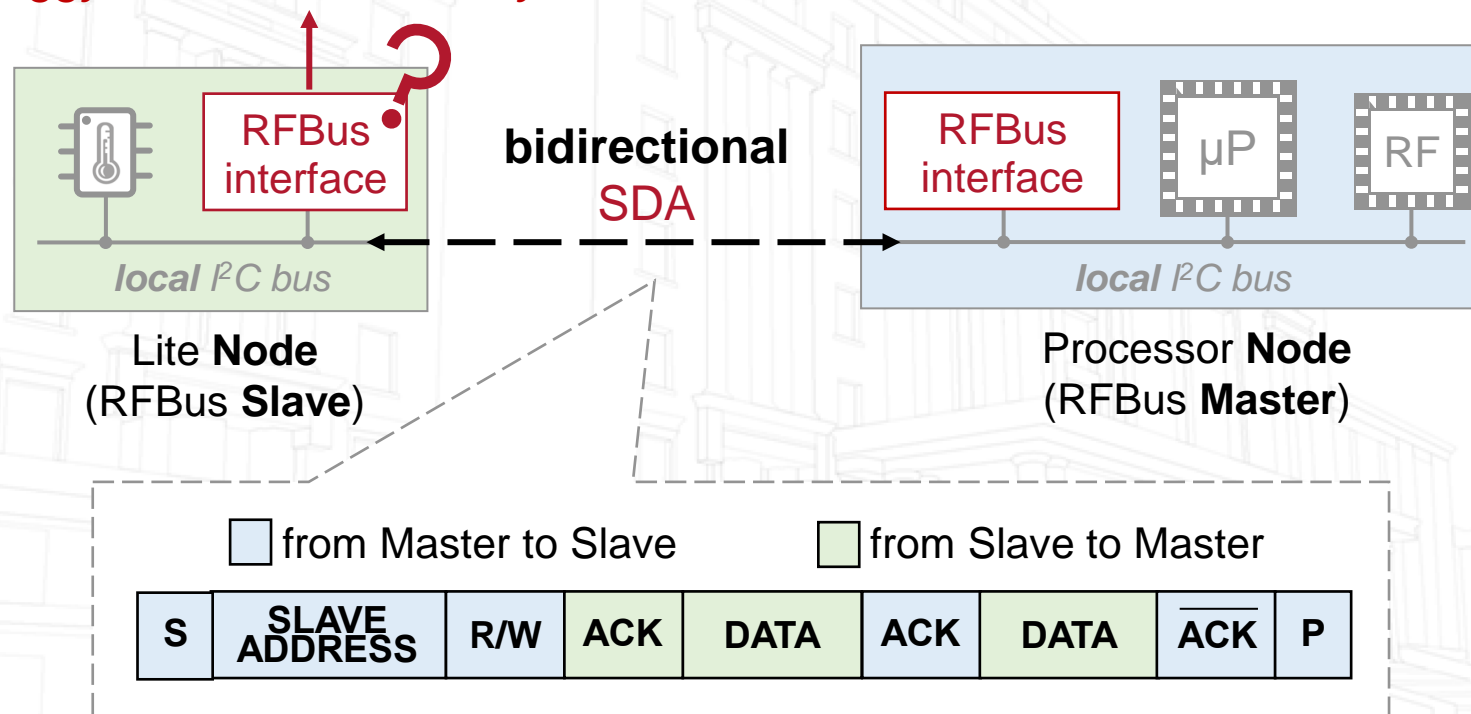 RFBus
interface
bidirectional
SDA
RFBus
interface
µP
RF
local I²C bus
local I²C bus
Lite Node
(RFBus Slave)
Processor Node
(RFBus Master)
from Master to Slave
from Slave to Master
S SLAVE ADDRESS R/W ACK DATA ACK DATA A̅C̅K̅ P